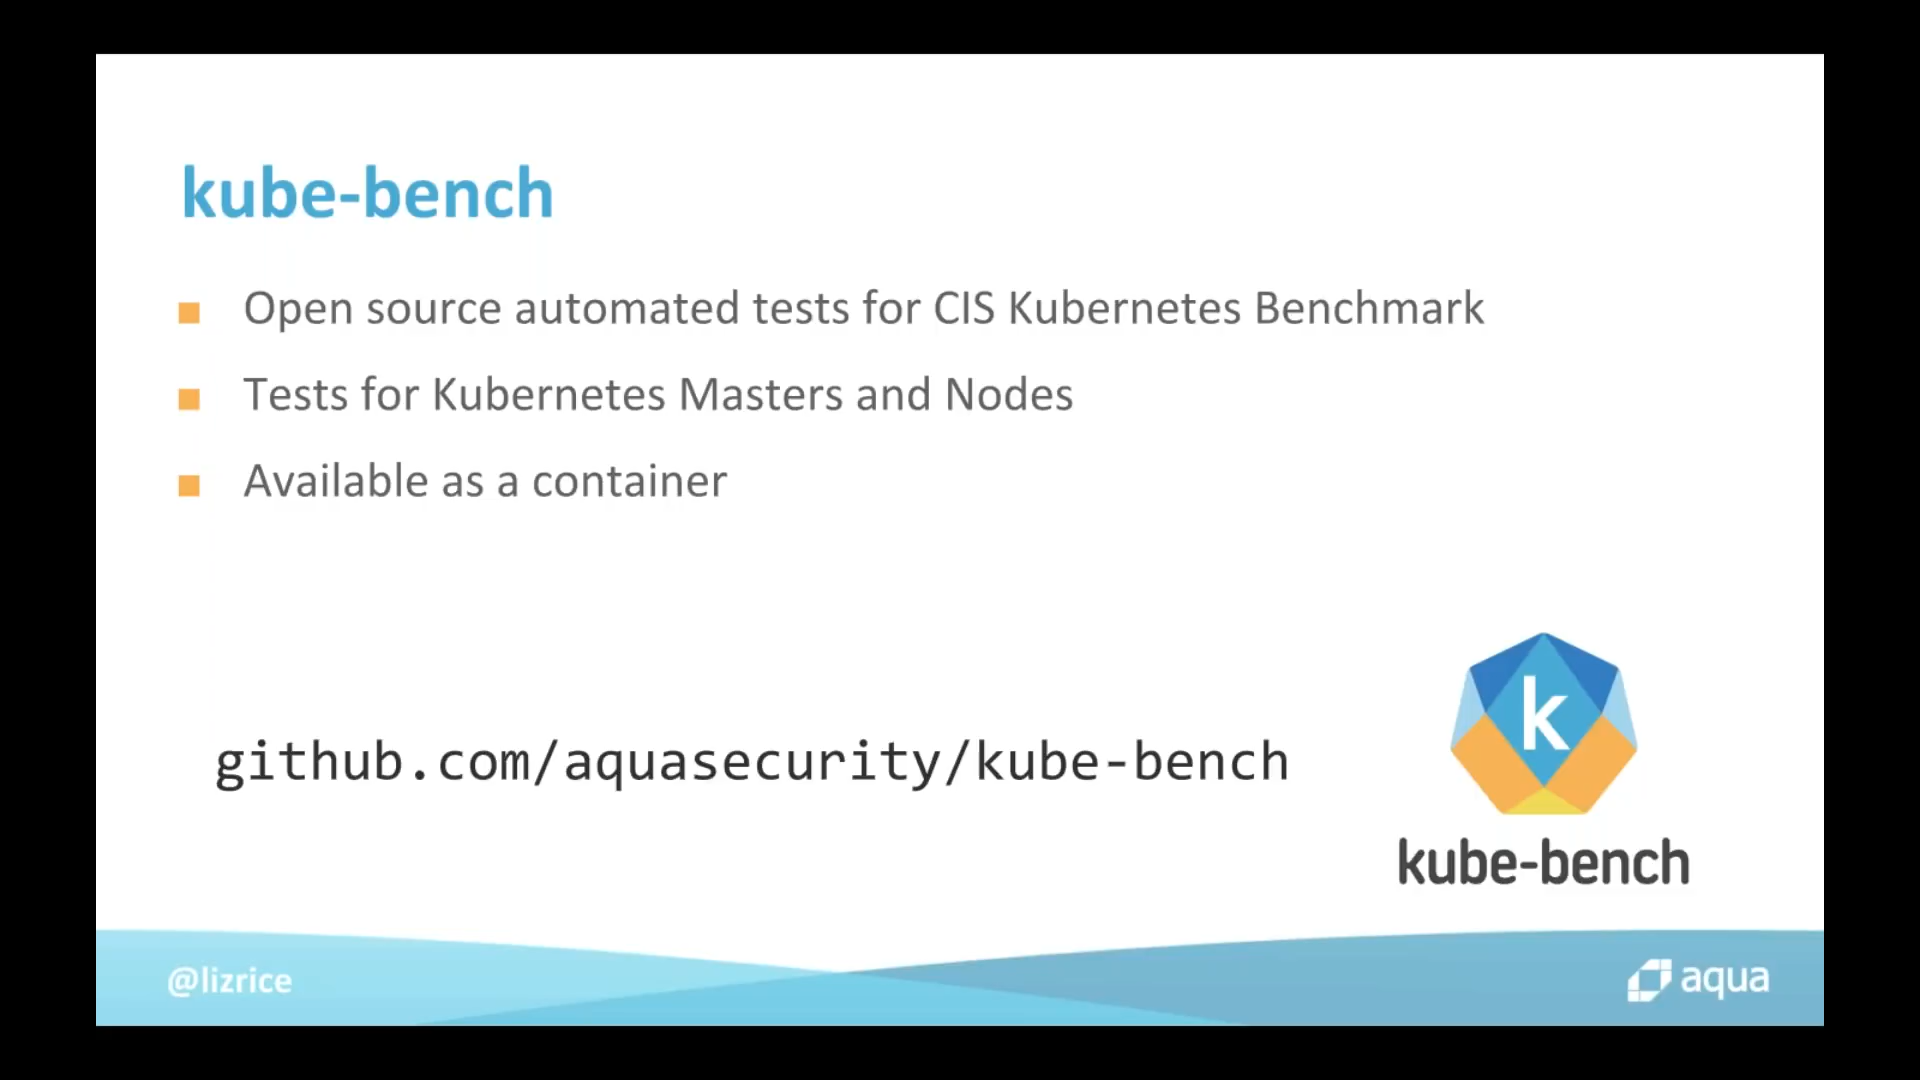 kube-bench
Open source automated tests for CIS Kubernetes Benchmark
Tests for Kubernetes Masters and Nodes
Available as a container
github.com/aquasecurity/kube-bench
k
kube-bench
@lizrice
aqua